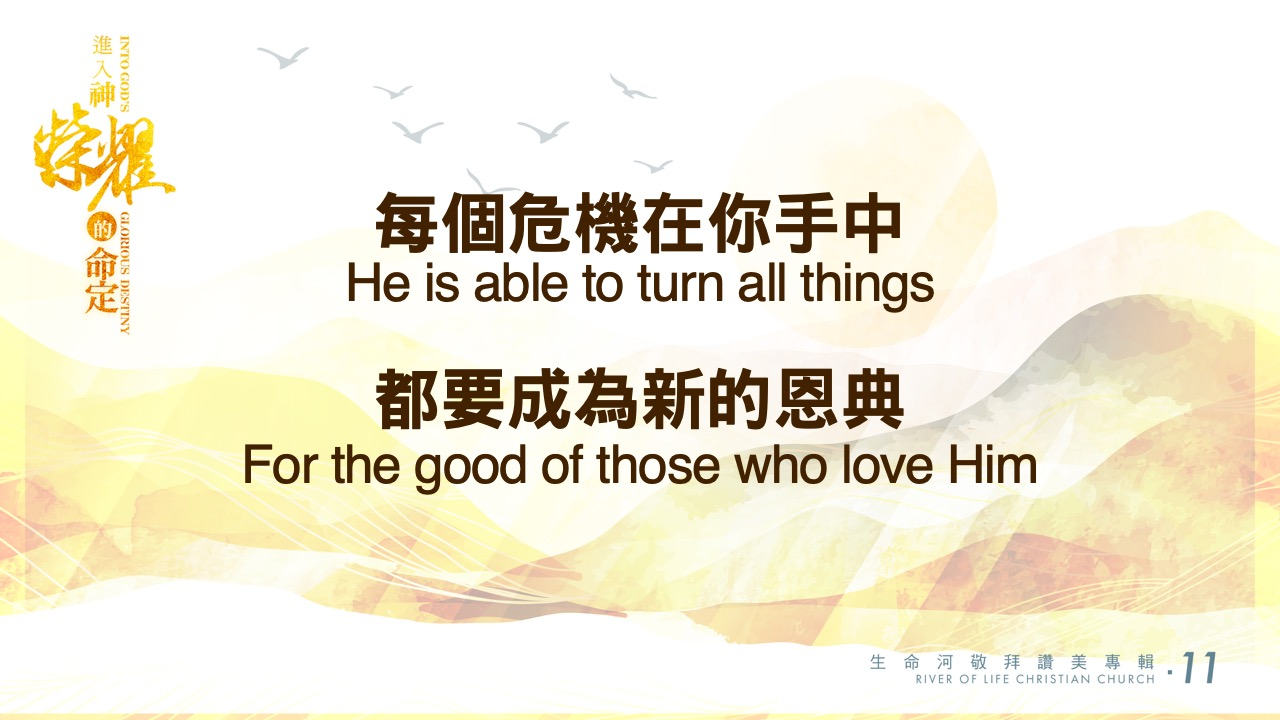 進入神
榮耀
的
命定
INTO GOD'S
GLORIOUS DESTINY
每個危機在你手中
He is able to turn all things
都要成為新的恩典
For the good of those who love Him
生命河敬拜讚美專輯
RIVER OF LIFE CHRISTIAN CHURCH
·11